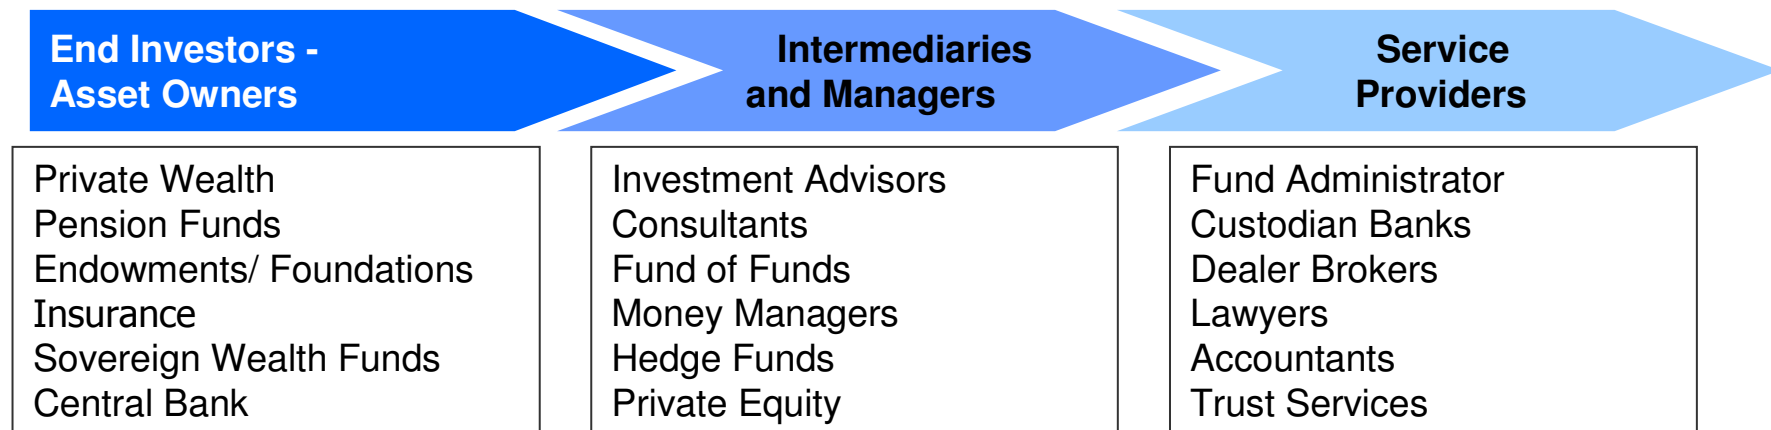 End Investors -
Asset Owners
Intermediaries
and Managers
Service
Providers
Private Wealth
Pension Funds
Endowments/ Foundations
Insurance
Sovereign Wealth Funds
Central Bank
Investment Advisors
Consultants
Fund of Funds
Money Managers
Hedge Funds
Private Equity
Fund Administrator
Custodian Banks
Dealer Brokers
Lawyers
Accountants
Trust Services